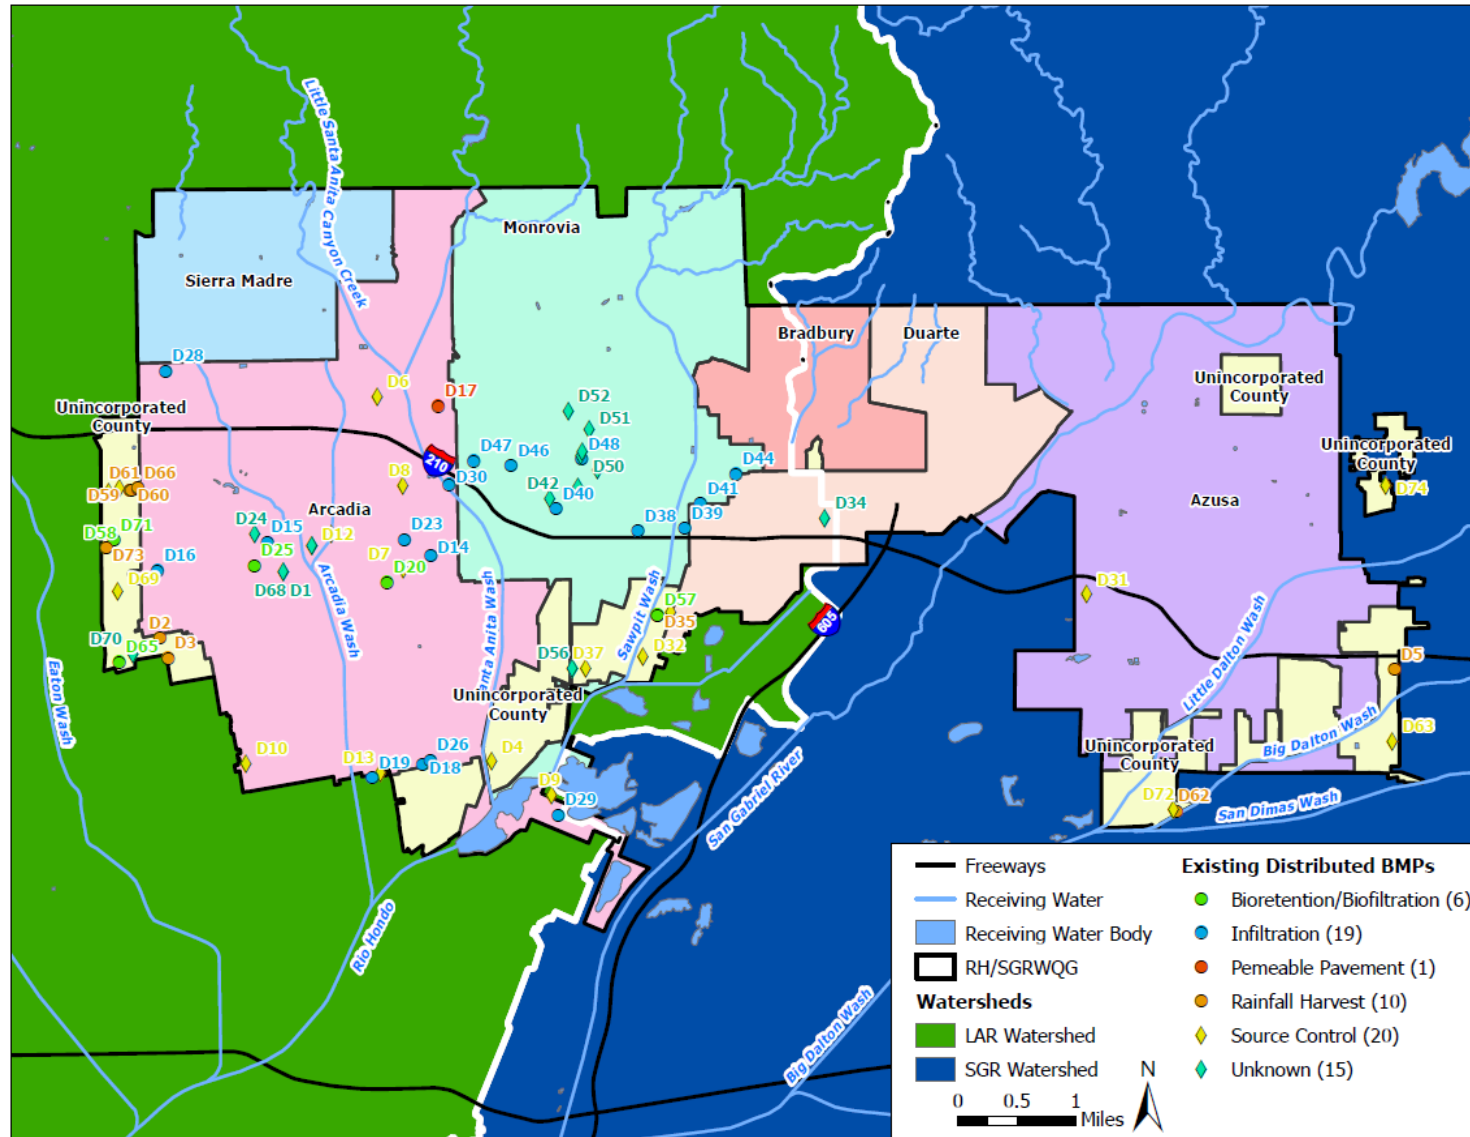 Little Santa Anita Canyon Creek
Monrovia
Sierra Madre
Bradbury
Duarte
D28
D6
D17
Unincorporated
County
Unincorporated
County
D52
D51
D47
D46
D48
D50
D44
210
D30
D8
D61
D66
D59
D60
D42
D40
D41
Unincorporated
County
D74
Azusa
Arcadia
D24
D15
D12
D23
D14
D38
D39
D34
D58
D71
D73
D16
D25
D7
D20
D69
D68
D1
D31
Arcadia Wash
Santa Anita Wash
Sawpit Wash
D57
D35
605
D2
D3
D70
D65
D56
D37
D32
D5
Eaton Wash
Little Dalton Wash
Unincorporated
County
Big Dalton Wash
D63
D10
D13
D19
D26
D18
D4
Unincorporated
County
D9
D29
San Gabriel River
D72
D62
San Dimas Wash
Rio Hondo
Big Dalton Wash
Freeways
Receiving Water
Receiving Water Body
RH/SGRWQG
Watersheds
LAR Watershed
SGR Watershed
0 0.5 1
Miles
N
Existing Distributed BMPs
Bioretention/Biofiltration (6)
Infiltration (19)
Pemeable Pavement (1)
Rainfall Harvest (10)
Source Control (20)
Unknown (15)